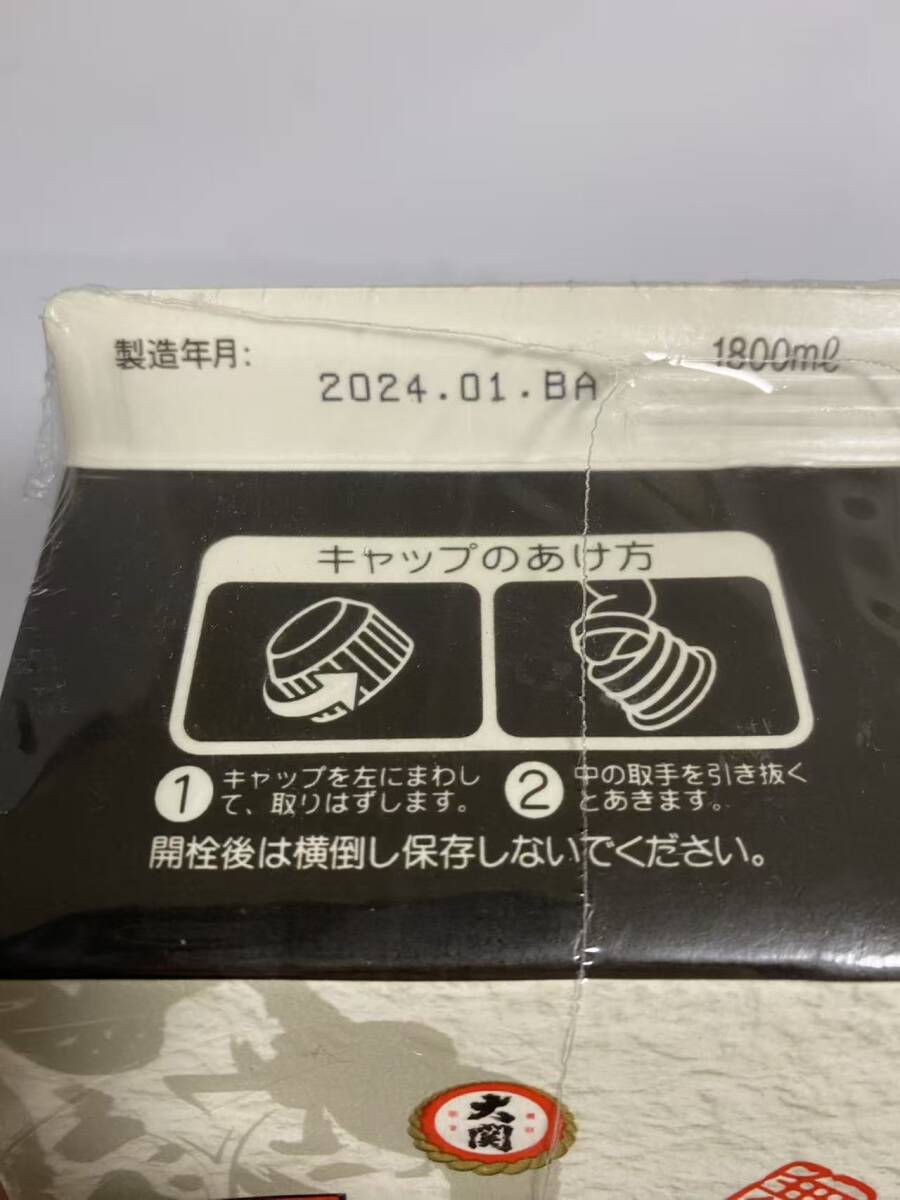 製造年月:
1800mℓ
2024.01.BA
キャップのあけ方
1 キャップを左にまわし
て、取りはずします。
2 中の取手を引き抜く
とあきます。
開栓後は横倒し保存しないでください。
大
関